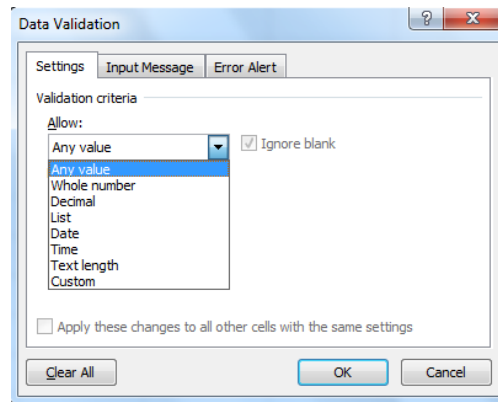 Data Validation
Settings Input Message Error Alert
Validation criteria
Allow:
Any value Ignore blank
Any value
Whole number
Decimal
List
Date
Time
Text length
Custom
Apply these changes to all other cells with the same settings
Clear All OK Cancel